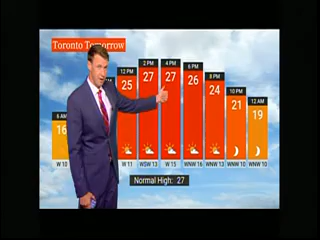 Toronto Tomorrow
6 AM 12 PM 2 PM 4 PM 6 PM 8 PM 10 PM 12 AM
16 25 27 27 26 24 21 19
W 10 W 11 WSW 13 W 15 WNW 16 WNW 13 WNW 10 WNW 10
Normal High: 27